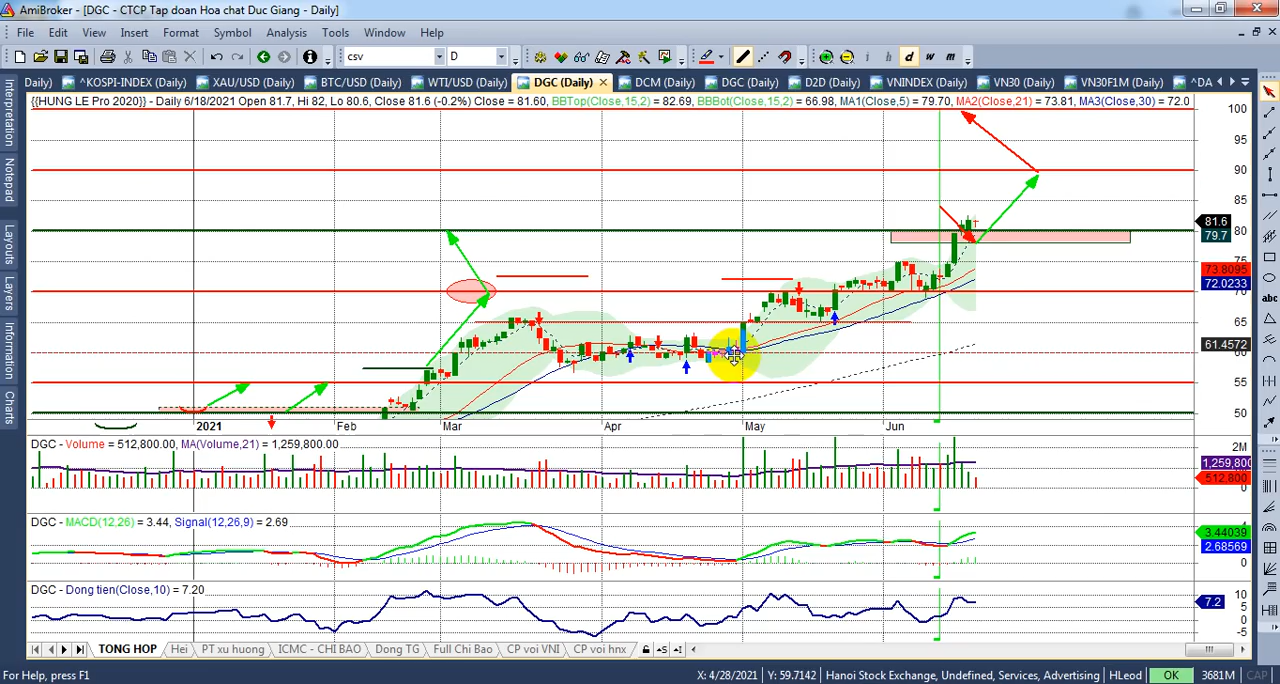 AmiBroker - [DGC - CTCP Tap doan Hoa chat Duc Giang - Daily]
File Edit View Insert Format Symbol Analysis Tools Window Help
csv D i h d w m
Daily) ^KOSPI-INDEX (Daily) XAU/USD (Daily) BTC/USD (Daily) WTI/USD (Daily) DGC (Daily) DCM (Daily) DGC (Daily) D2D (Daily) VNINDEX (Daily) VN30 (Daily) VN30F1M (Daily) ^DA
{{HUNG LE Pro 2020}} - Daily 6/18/2021 Open 81.7, Hi 82, Lo 80.6, Close 81.6 (-0.2%) Close = 81.60, BBTop(Close,15,2) = 82.69, BBBot(Close,15,2) = 66.98, MA1(Close,5) = 79.70, MA2(Close,21) = 73.81, MA3(Close,30) = 72.0
100
95
90
85
81.6
80
79.7
75
73.8095
72.0233
70
65
61.4572
60
55
50
2021 Feb Mar Apr May Jun
Interpretation
Notepad
Layouts
Layers
Information
Charts
abc
DGC - Volume = 512,800.00, MA(Volume,21) = 1,259,800.00
2M
1,259,800
512,800
0
DGC - MACD(12,26) = 3.44, Signal(12,26,9) = 2.69
4
3.44039
2.68569
0
DGC - Dong tien(Close,10) = 7.20
10
7.2
5
0
-5
TONG HOP Hei PT xu huong ICMC - CHI BAO Dong TG Full Chi Bao CP voi VNI CP voi hnx
For Help, press F1 X: 4/28/2021 Y: 59.7142 Hanoi Stock Exchange, Undefined, Services, Advertising HLeod OK 3681M CAP